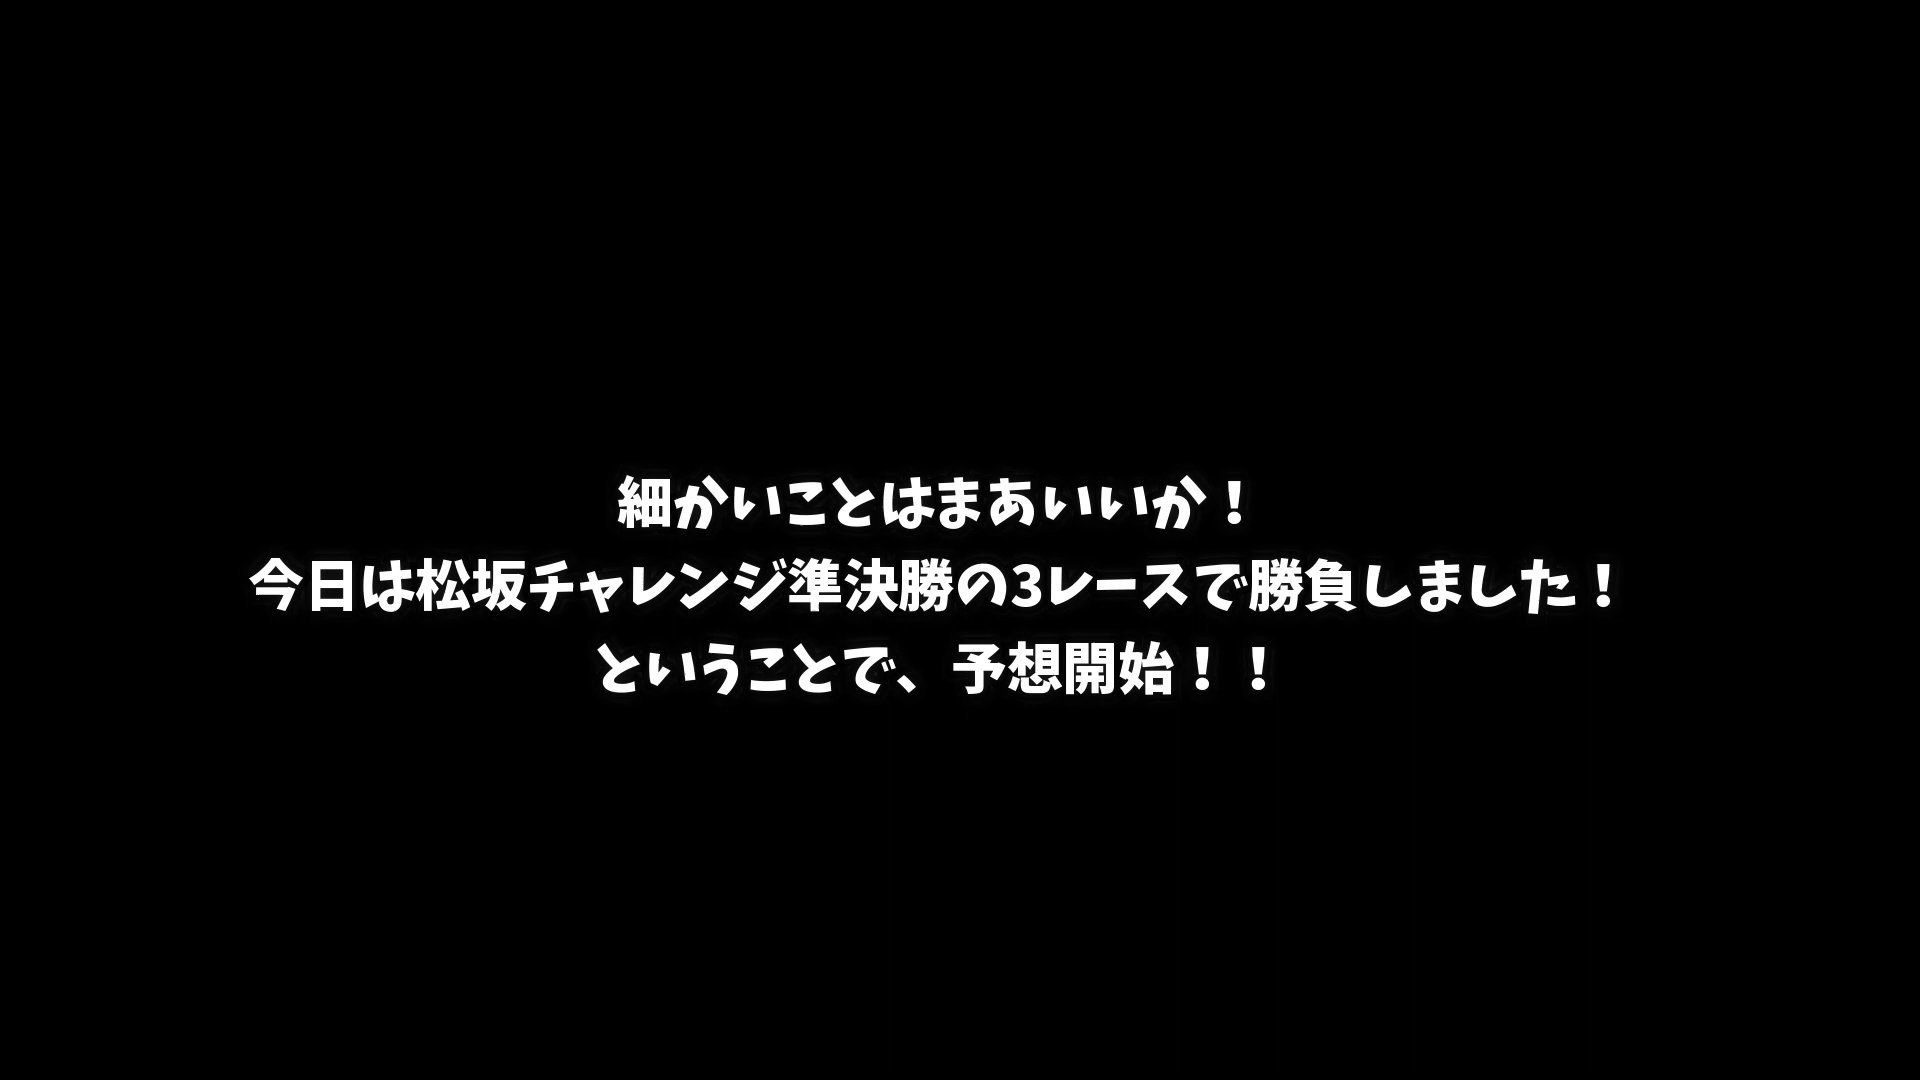 細かいことはまあいいか！
今日は松坂チャレンジ準決勝の3レースで勝負しました！
ということで、予想開始！！